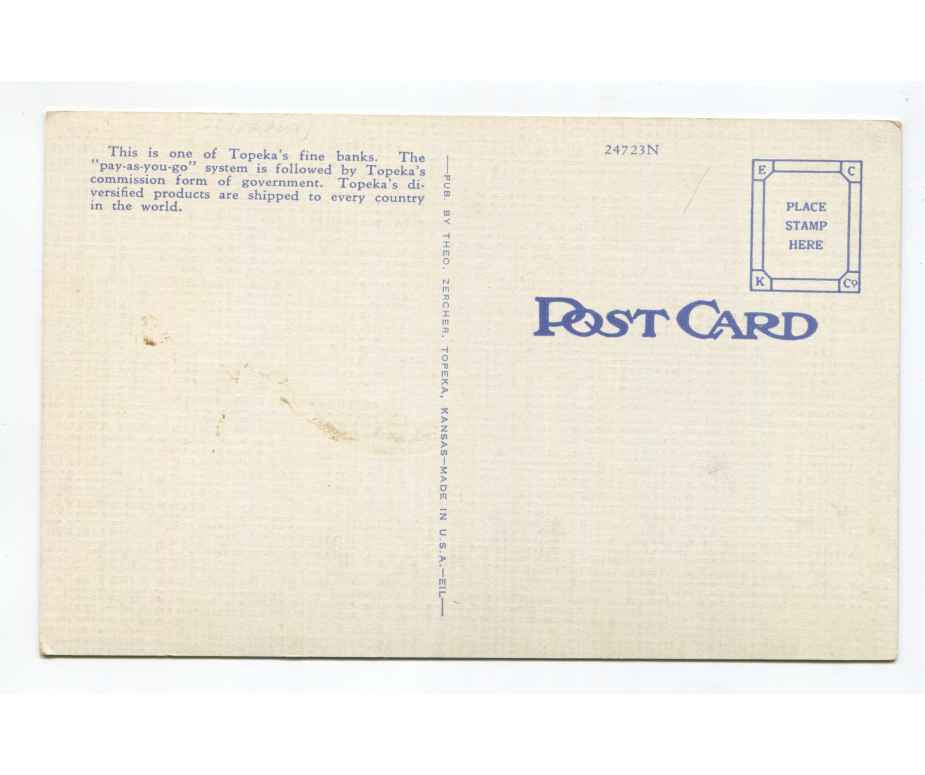 This is one of Topeka's fine banks. The
"pay-as-you-go" system is followed by Topeka's
commission form of government. Topeka's di-
versified products are shipped to every country
in the world.
—PUB. BY THEO. ZERCHER, TOPEKA, KANSAS—MADE IN U.S.A.—EIL—
24723N
E C
PLACE
STAMP
HERE
K Co
POST CARD